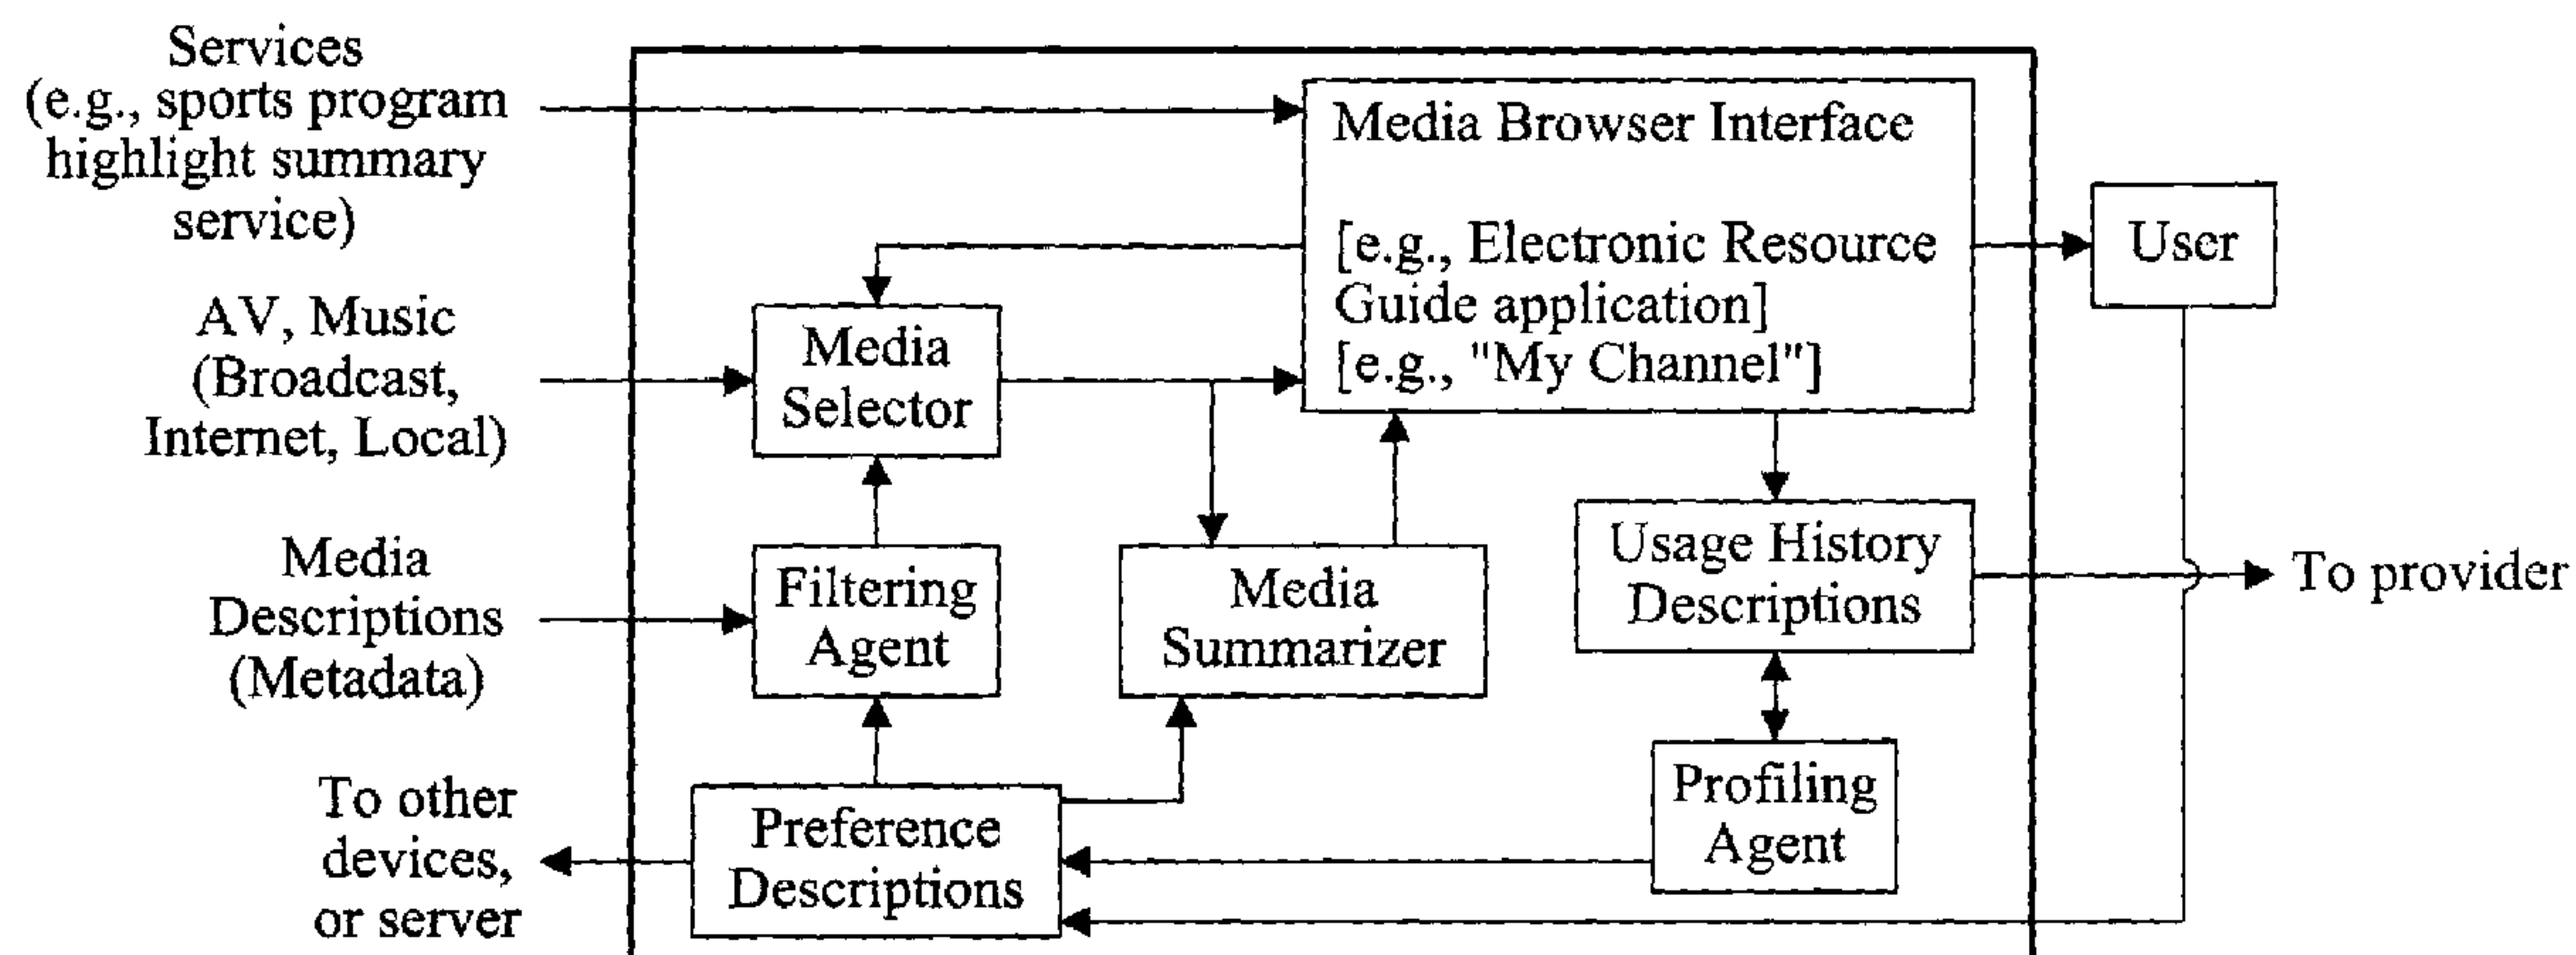 Services
(e.g., sports program
highlight summary
service)
AV, Music
(Broadcast,
Internet, Local)
Media
Descriptions
(Metadata)
To other
devices,
or server
Media Browser Interface
[e.g., Electronic Resource
Guide application]
[e.g., "My Channel"]
Media
Selector
Filtering
Agent
Media
Summarizer
Usage History
Descriptions
Preference
Descriptions
Profiling
Agent
User
To provider